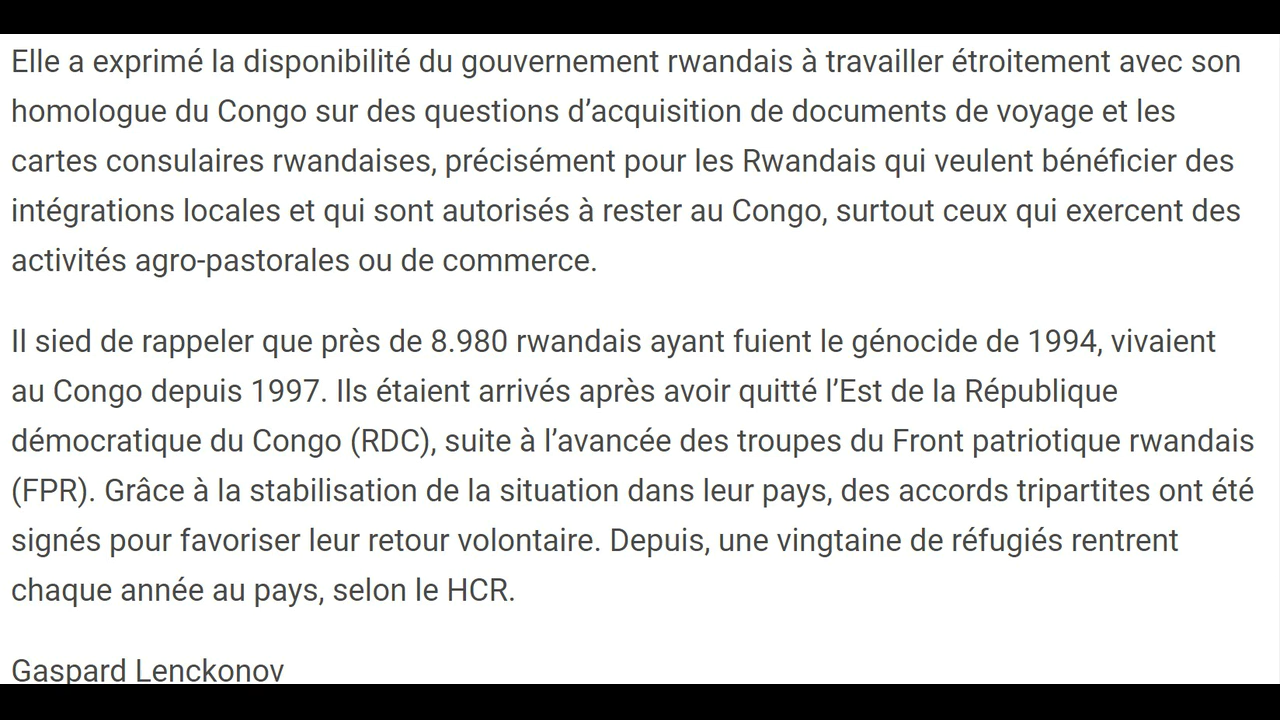 Elle a exprimé la disponibilité du gouvernement rwandais à travailler étroitement avec son
homologue du Congo sur des questions d’acquisition de documents de voyage et les
cartes consulaires rwandaises, précisément pour les Rwandais qui veulent bénéficier des
intégrations locales et qui sont autorisés à rester au Congo, surtout ceux qui exercent des
activités agro-pastorales ou de commerce.
Il sied de rappeler que près de 8.980 rwandais ayant fuient le génocide de 1994, vivaient
au Congo depuis 1997. Ils étaient arrivés après avoir quitté l’Est de la République
démocratique du Congo (RDC), suite à l’avancée des troupes du Front patriotique rwandais
(FPR). Grâce à la stabilisation de la situation dans leur pays, des accords tripartites ont été
signés pour favoriser leur retour volontaire. Depuis, une vingtaine de réfugiés rentrent
chaque année au pays, selon le HCR.
Gaspard Lenckonov